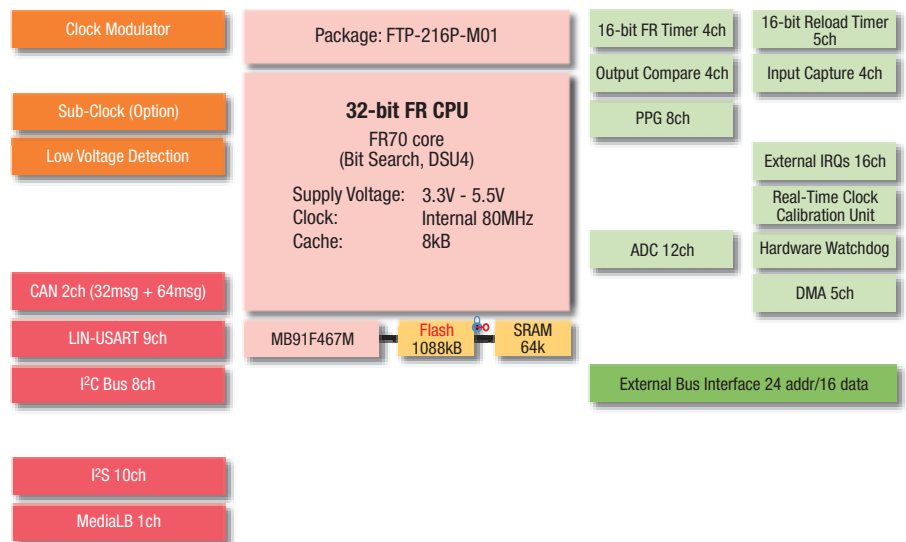 Clock Modulator
Sub-Clock (Option)
Low Voltage Detection
CAN 2ch (32msg + 64msg)
LIN-USART 9ch
I²C Bus 8ch
I²S 10ch
MediaLB 1ch
Package: FTP-216P-M01
32-bit FR CPU
FR70 core
(Bit Search, DSU4)
Supply Voltage: 3.3V - 5.5V
Clock: Internal 80MHz
Cache: 8kB
MB91F467M
Flash
1088kB
SRAM
64k
16-bit FR Timer 4ch
16-bit Reload Timer
5ch
Output Compare 4ch
Input Capture 4ch
PPG 8ch
External IRQs 16ch
Real-Time Clock
Calibration Unit
ADC 12ch
Hardware Watchdog
DMA 5ch
External Bus Interface 24 addr/16 data